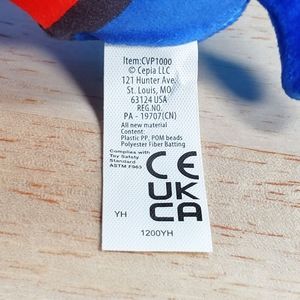 Item:CVP1000
© Cepia LLC
121 Hunter Ave.
St. Louis, MO
63124 USA
REG.NO.
PA - 19707(CN)
All new material
Contents:
Plastic PP, POM beads
Polyester Fiber Batting
Complies with
Toy Safety
Standard
ASTM F963
CE
UK
CA
YH
1200YH